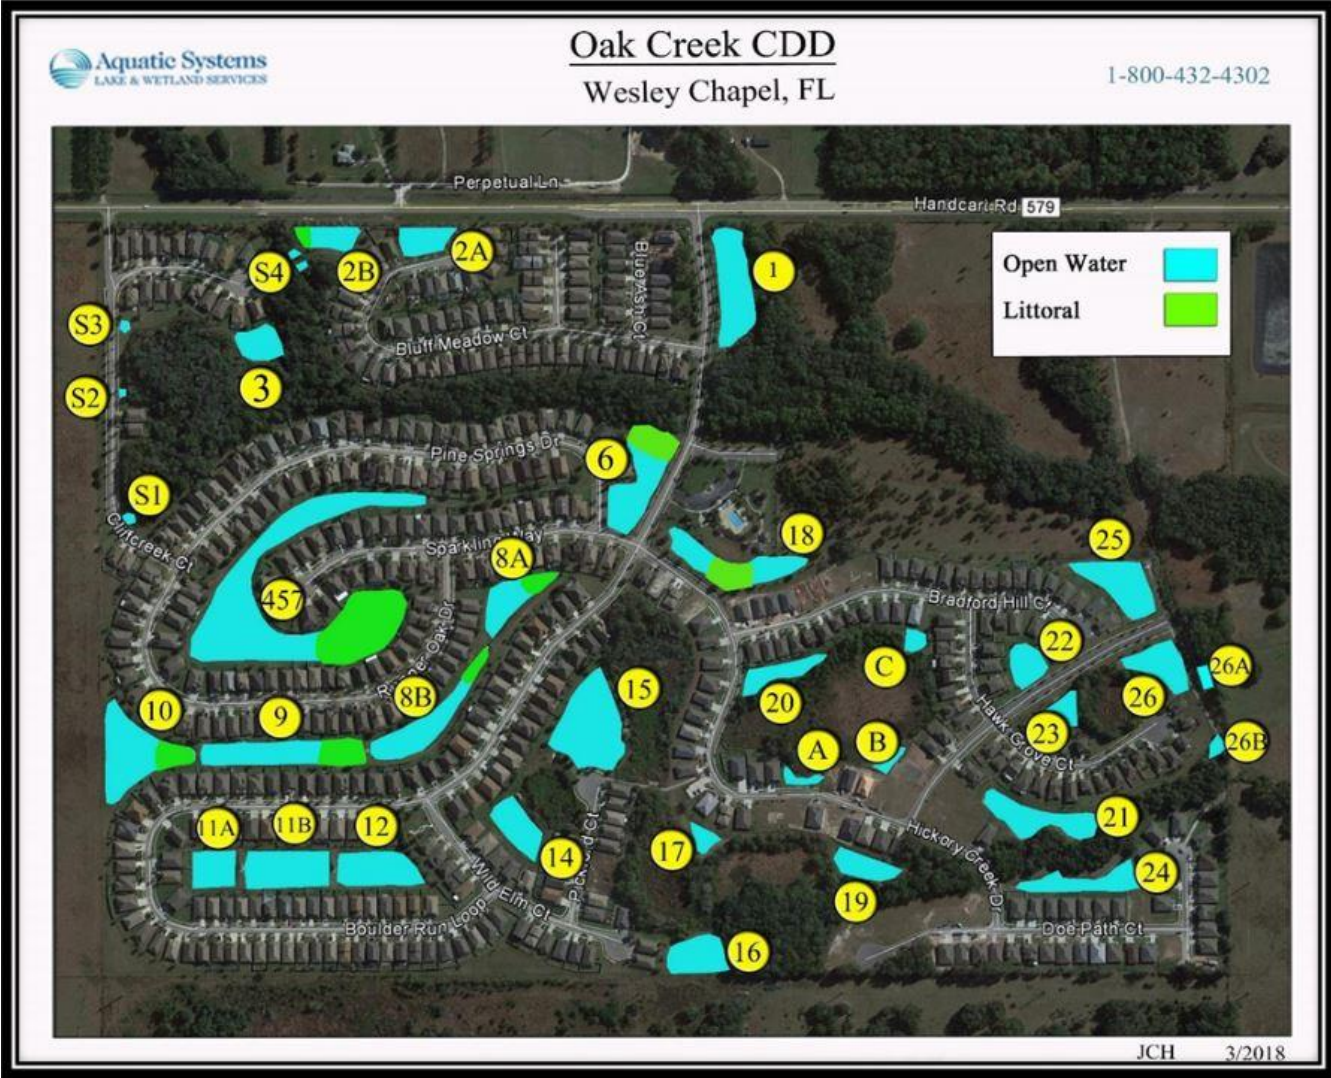 Aquatic Systems
LAKE & WETLAND SERVICES
Oak Creek CDD
Wesley Chapel, FL
1-800-432-4302
Perpetual Ln
Handcart Rd 579
Open Water
Littoral
S4
2B
2A
Blue Ash Ct
1
S3
Bluff Meadow Ct
3
S2
Pine Springs Dr
6
S1
Cliffcreek Ct
Sparkling Way
8A
18
25
457
Bradford Hill Ct
22
C
26A
10
9
8B
15
20
26
Hawk Grove Ct
23
A
B
26B
11A
11B
12
14
17
21
Hickory Creek Dr
Wild Elm Ct
24
19
Boulder Run Loop
Doe Path Ct
16
JCH 3/2018